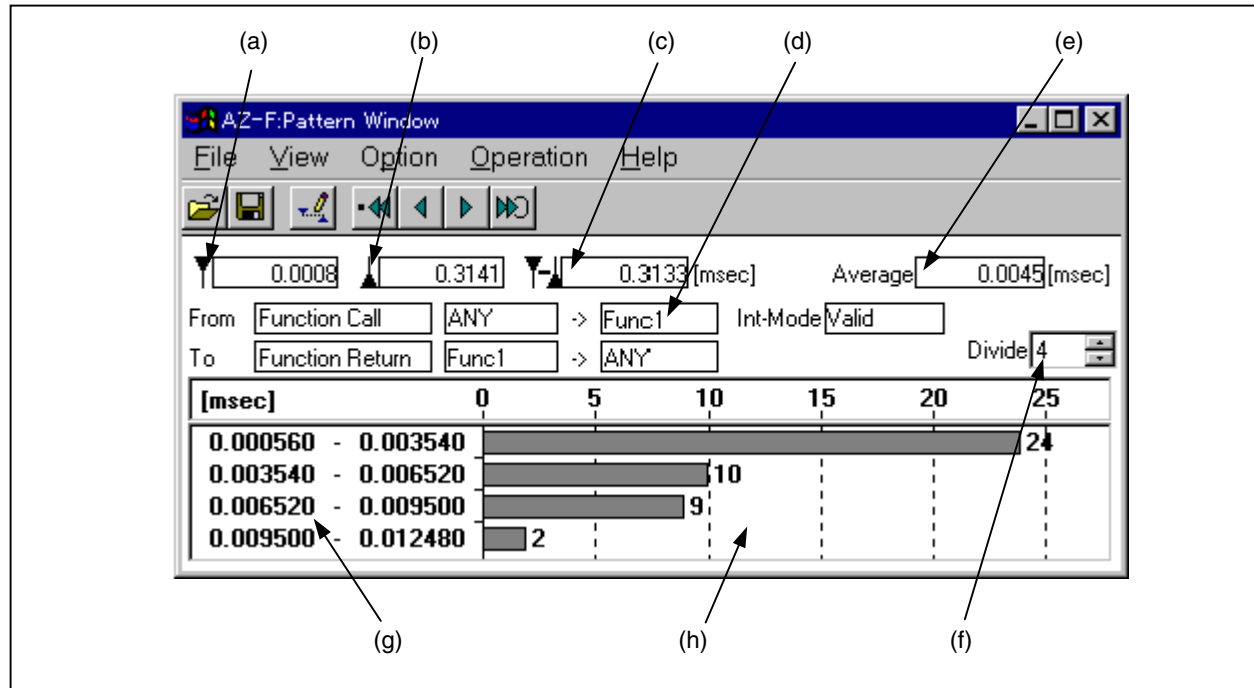 (a) (b) (c) (d) (e)
AZ-F:Pattern Window
File View Option Operation Help
0.0008 0.3141 0.3133 [msec] Average 0.0045 [msec]
From Function Call ANY -> Func1 Int-Mode Valid
To Function Return Func1 -> ANY Divide 4
[msec] 0 5 10 15 20 25
0.000560 - 0.003540 24
0.003540 - 0.006520 10
0.006520 - 0.009500 9
0.009500 - 0.012480 2
(g) (h) (f)